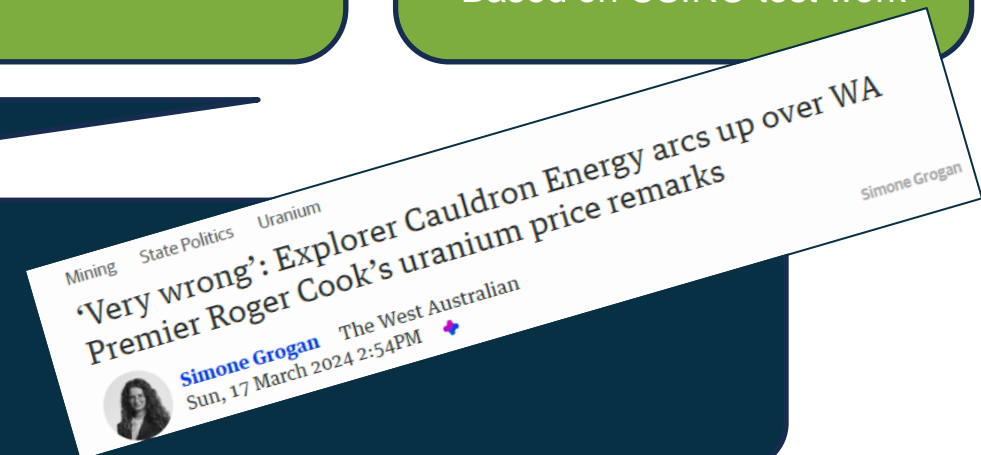 Based on CSIRO test work
Mining State Politics Uranium
‘Very wrong’: Explorer Cauldron Energy arcs up over WA
Premier Roger Cook’s uranium price remarks
Simone Grogan
Simone Grogan The West Australian
Sun, 17 March 2024 2:54PM